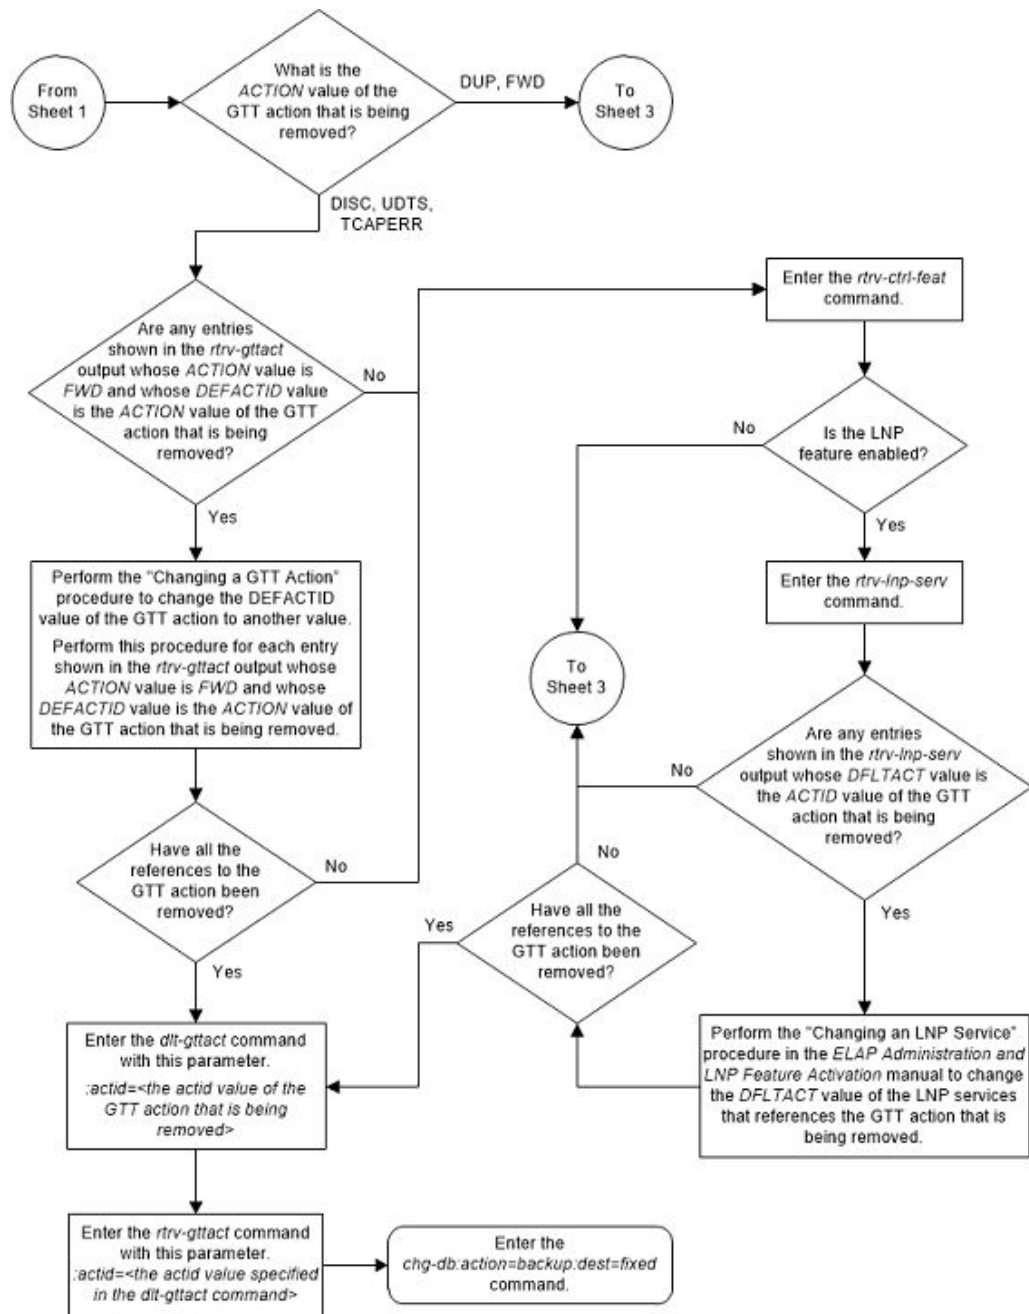 From
Sheet 1
What is the
ACTION value of the
GTT action that is being
removed?
DUP, FWD
To
Sheet 3
DISC, UDTS,
TCAPERR
Are any entries
shown in the rtrv-gttact
output whose ACTION value is
FWD and whose DEFACTID value
is the ACTION value of the GTT
action that is being
removed?
No
Yes
Perform the "Changing a GTT Action"
procedure to change the DEFACTID
value of the GTT action to another value.
Perform this procedure for each entry
shown in the rtrv-gttact output whose
ACTION value is FWD and whose
DEFACTID value is the ACTION value of
the GTT action that is being removed.
Have all the
references to the
GTT action been
removed?
No
Yes
Enter the dlt-gttact command
with this parameter.
:actid=<the actid value of the
GTT action that is being
removed>
Enter the rtrv-gttact command
with this parameter.
:actid=<the actid value specified
in the dlt-gttact command>
Enter the
chg-db:action=backup:dest=fixed
command.
Enter the rtrv-ctrl-feat
command.
Is the LNP
feature enabled?
No
Yes
Enter the rtrv-lnp-serv
command.
To
Sheet 3
Are any entries
shown in the rtrv-lnp-serv
output whose DFLTACT value is
the ACTID value of the GTT
action that is being
removed?
No
Yes
Perform the "Changing an LNP Service"
procedure in the ELAP Administration and
LNP Feature Activation manual to change
the DFLTACT value of the LNP services
that references the GTT action that is
being removed.
Have all the
references to the
GTT action been
removed?
No
Yes